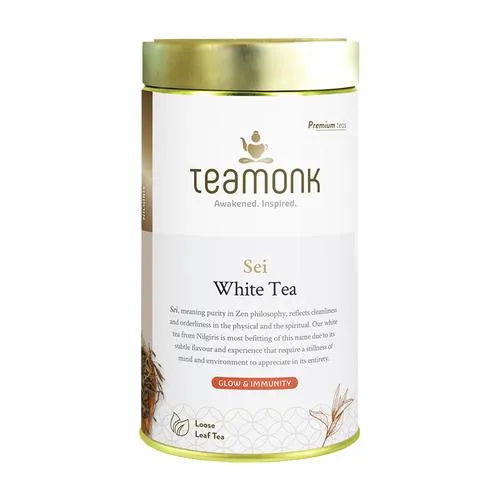 Premium teas
teamonk
Awakened. Inspired.
Sei
White Tea
Sei, meaning purity in Zen philosophy, reflects cleanliness
and orderliness in the physical and the spiritual. Our white
tea from Nilgiris is most befitting of this name due to its
subtle flavour and experience that require a stillness of
mind and environment to appreciate in its entirety.
GLOW & IMMUNITY
Loose
Leaf Tea